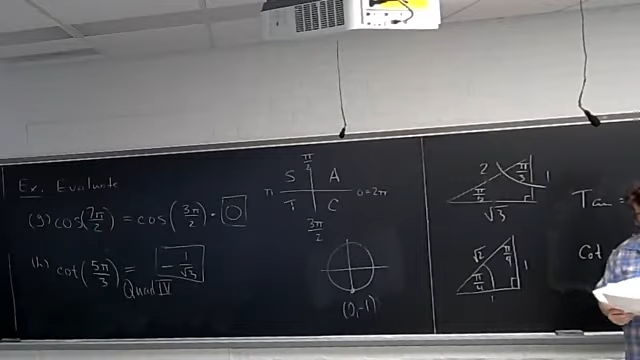 Ex. Evaluate
(g) cos(7π/2) = cos(3π/2) · 0
(h) cot(5π/3) = -1/√3
Quad IV
π/2
S A
π 0=2π
T C
3π/2
(0,-1)
2 π/3 1
π/6
√3
√2 π/4 1
π/4
1
Tan =
Cot